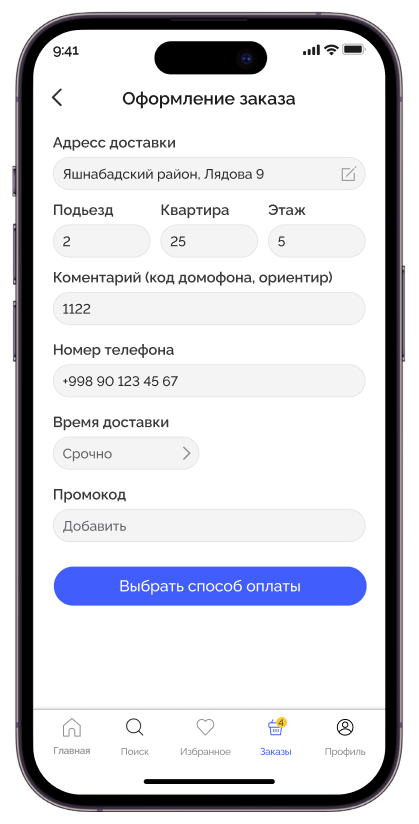 9:41
Оформление заказа
Адресс доставки
Яшнабадский район, Лядова 9
Подьезд Квартира Этаж
2 25 5
Коментарий (код домофона, ориентир)
1122
Номер телефона
+998 90 123 45 67
Время доставки
Срочно
Промокод
Добавить
Выбрать способ оплаты
4
Главная Поиск Избранное Заказы Профиль